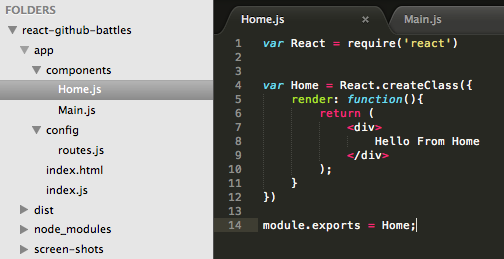 FOLDERS
react-github-battles
app
components
Home.js
Main.js
config
routes.js
index.html
index.js
dist
node_modules
screen-shots
Home.js × Main.js
1 var React = require('react')
2
3
4 var Home = React.createClass({
5     render: function(){
6         return (
7             <div>
8                 Hello From Home
9             </div>
10         );
11     }
12 })
13
14 module.exports = Home;